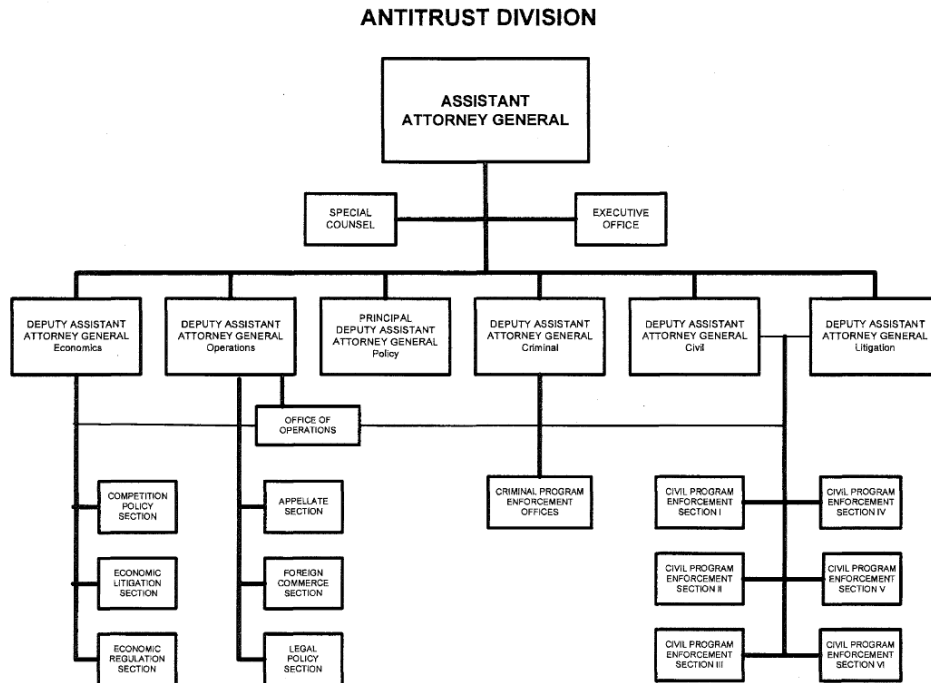 ANTITRUST DIVISION
ASSISTANT
ATTORNEY GENERAL
SPECIAL
COUNSEL
EXECUTIVE
OFFICE
DEPUTY ASSISTANT
ATTORNEY GENERAL
Economics
DEPUTY ASSISTANT
ATTORNEY GENERAL
Operations
PRINCIPAL
DEPUTY ASSISTANT
ATTORNEY GENERAL
Policy
DEPUTY ASSISTANT
ATTORNEY GENERAL
Criminal
DEPUTY ASSISTANT
ATTORNEY GENERAL
Civil
DEPUTY ASSISTANT
ATTORNEY GENERAL
Litigation
OFFICE OF
OPERATIONS
COMPETITION
POLICY
SECTION
APPELLATE
SECTION
CRIMINAL PROGRAM
ENFORCEMENT
OFFICES
CIVIL PROGRAM
ENFORCEMENT
SECTION I
CIVIL PROGRAM
ENFORCEMENT
SECTION IV
ECONOMIC
LITIGATION
SECTION
FOREIGN
COMMERCE
SECTION
CIVIL PROGRAM
ENFORCEMENT
SECTION II
CIVIL PROGRAM
ENFORCEMENT
SECTION V
ECONOMIC
REGULATION
SECTION
LEGAL
POLICY
SECTION
CIVIL PROGRAM
ENFORCEMENT
SECTION III
CIVIL PROGRAM
ENFORCEMENT
SECTION VI